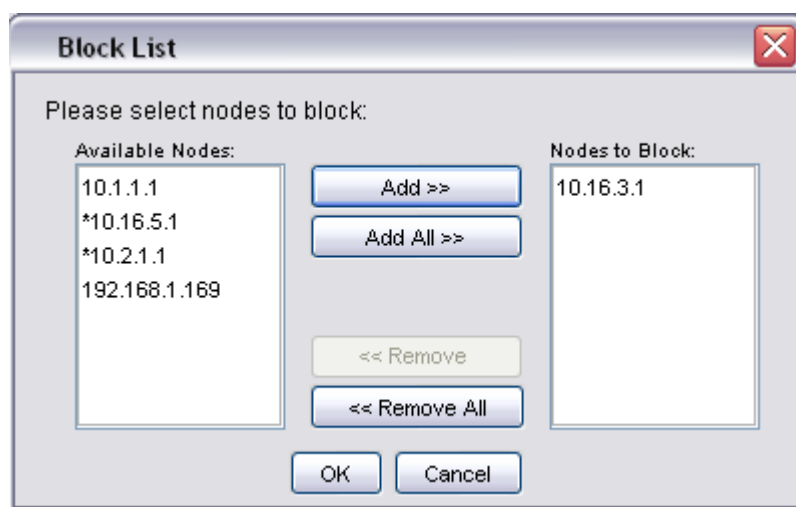 Block List
Please select nodes to block:
Available Nodes:
10.1.1.1
*10.16.5.1
*10.2.1.1
192.168.1.169
Add >>
Add All >>
<< Remove
<< Remove All
Nodes to Block:
10.16.3.1
OK
Cancel